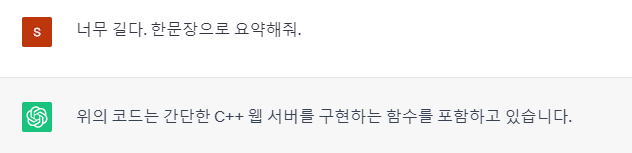 S
너무 길다. 한문장으로 요약해줘.
위의 코드는 간단한 C++ 웹 서버를 구현하는 함수를 포함하고 있습니다.